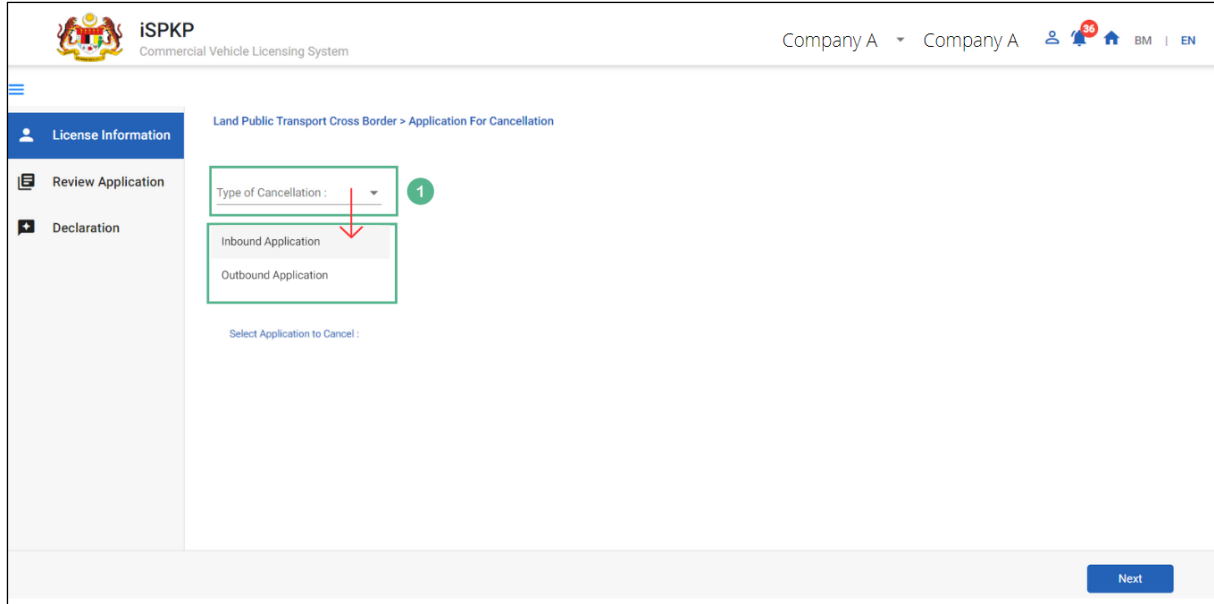 iSPKP
Commercial Vehicle Licensing System
Company A
Company A
36
BM | EN
License Information
Review Application
Declaration
Land Public Transport Cross Border > Application For Cancellation
Type of Cancellation :
1
Inbound Application
Outbound Application
Select Application to Cancel :
Next